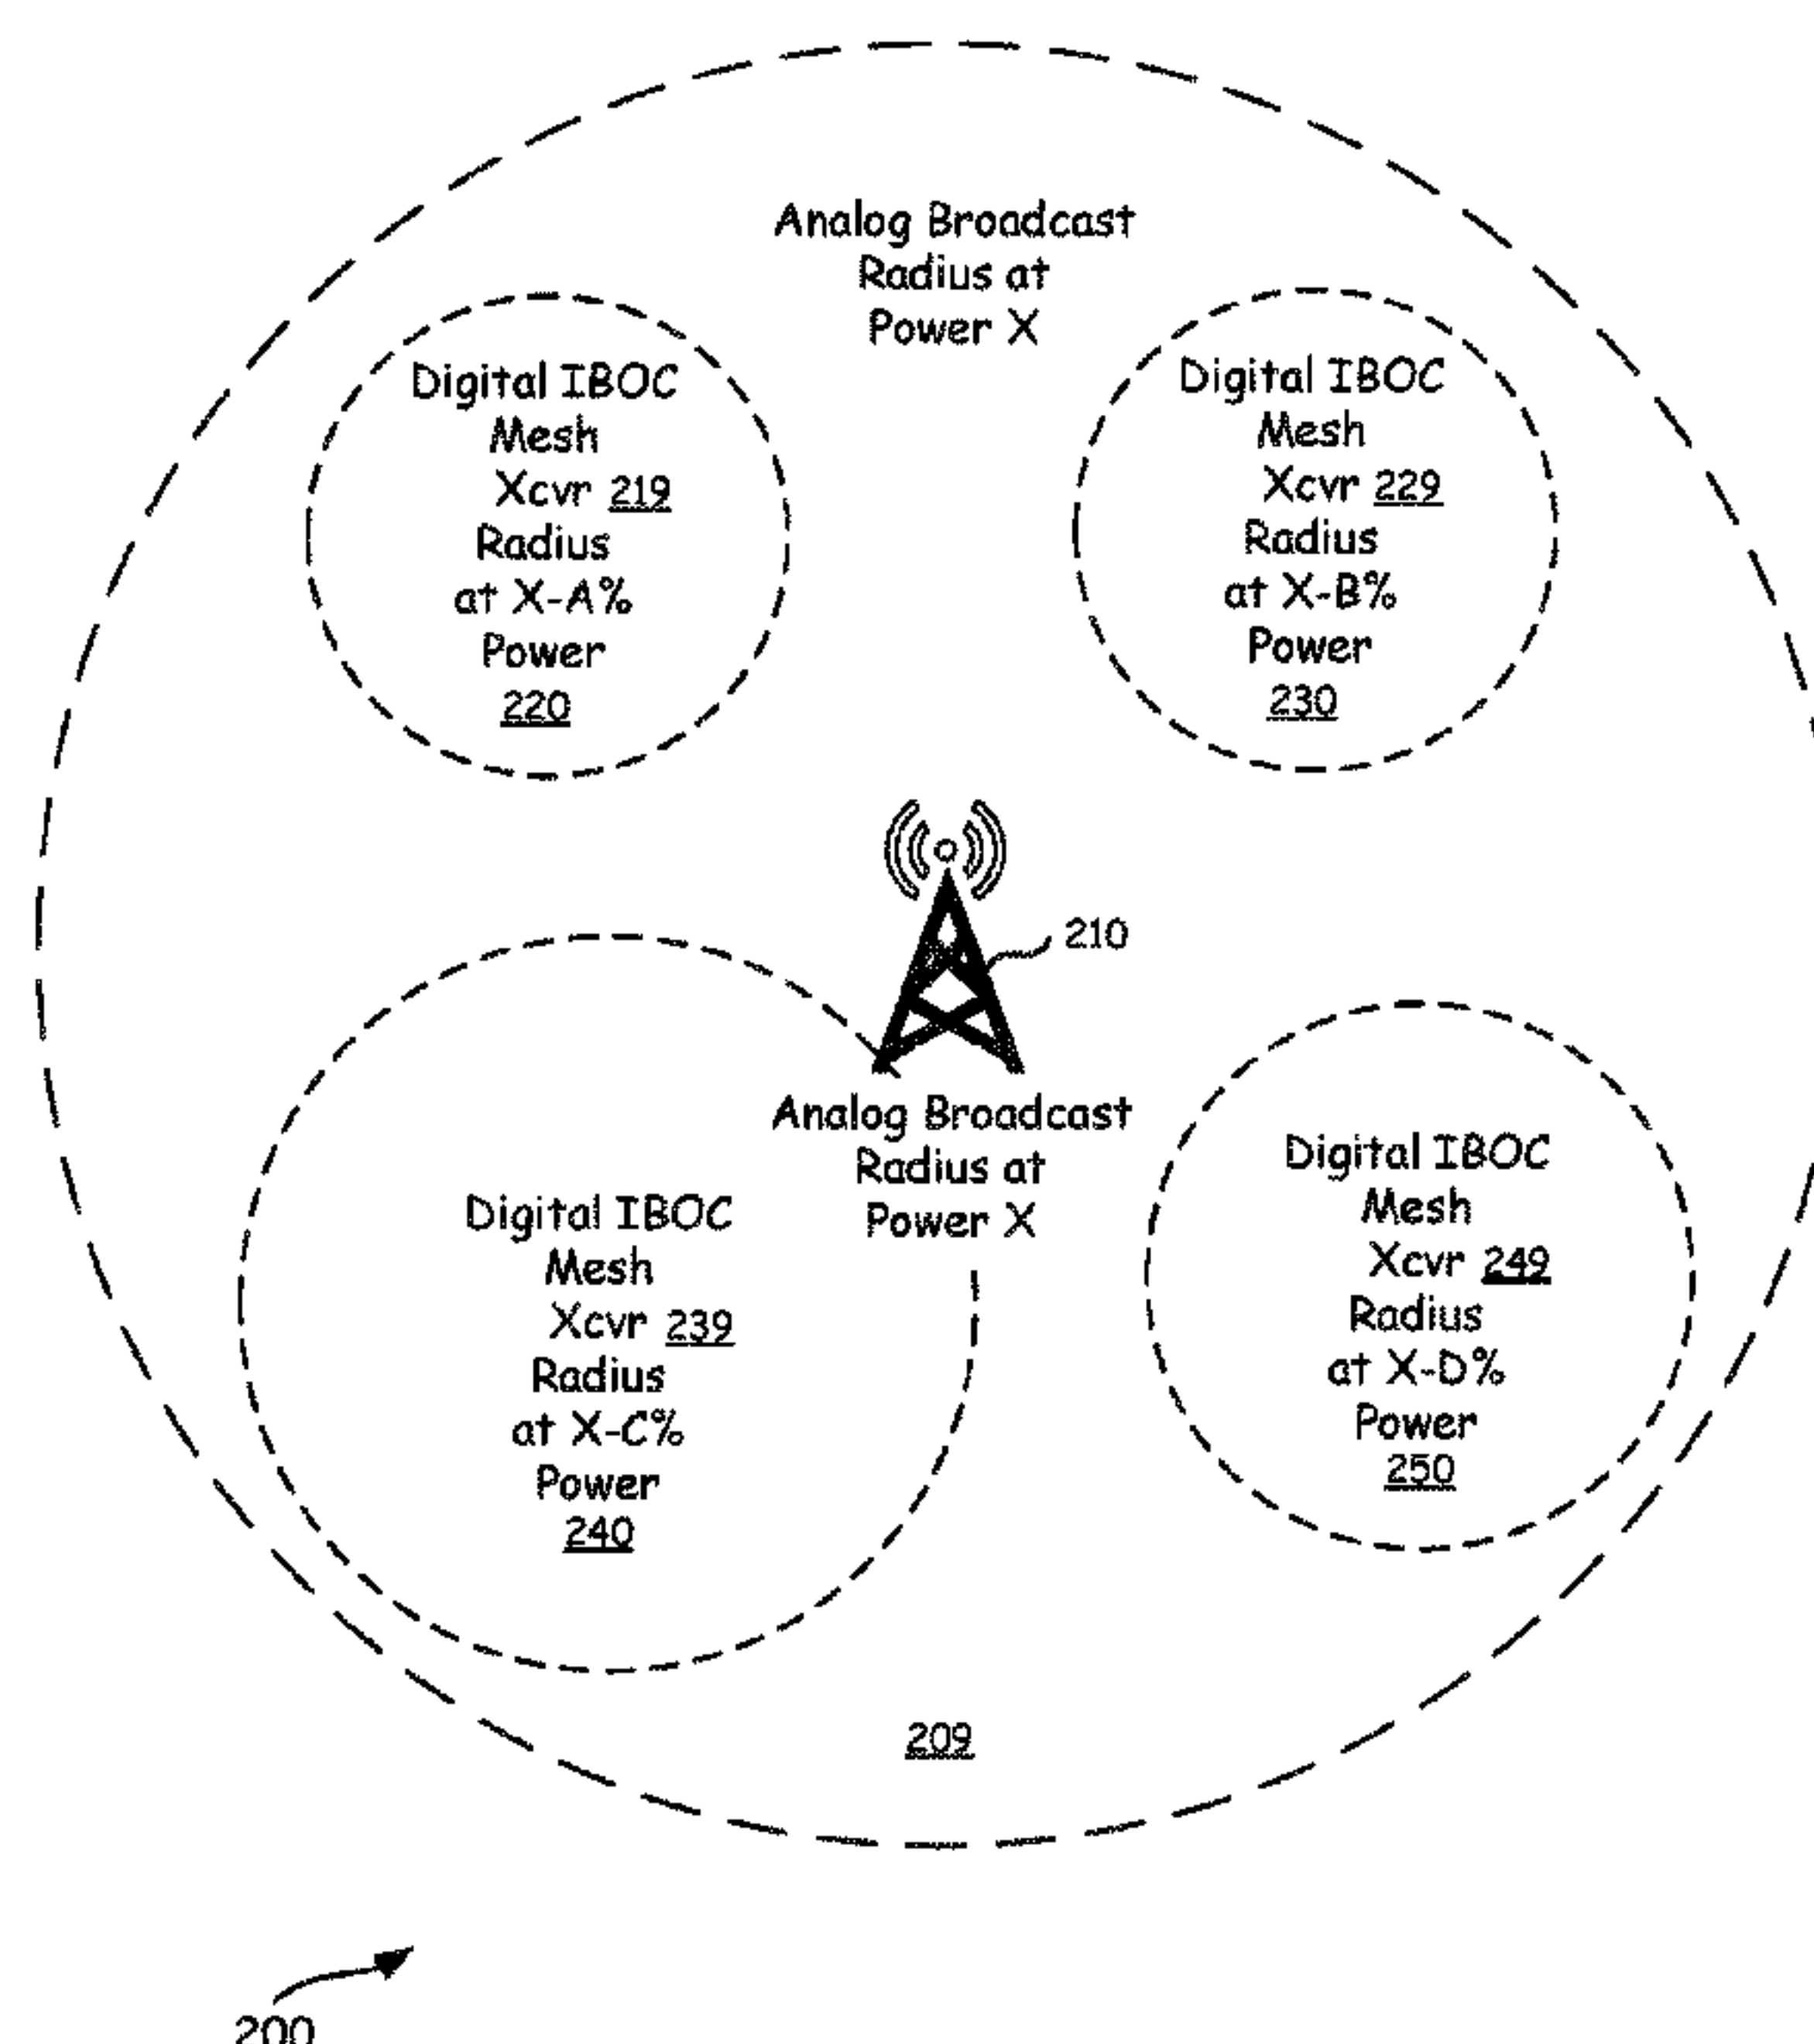 Analog Broadcast
Radius at
Power X
Digital IBOC
Mesh
Xcvr 219
Radius
at X-A%
Power
220
Digital IBOC
Mesh
Xcvr 229
Radius
at X-B%
Power
230
210
Analog Broadcast
Radius at
Power X
Digital IBOC
Mesh
Xcvr 239
Radius
at X-C%
Power
240
Digital IBOC
Mesh
Xcvr 249
Radius
at X-D%
Power
250
209
200